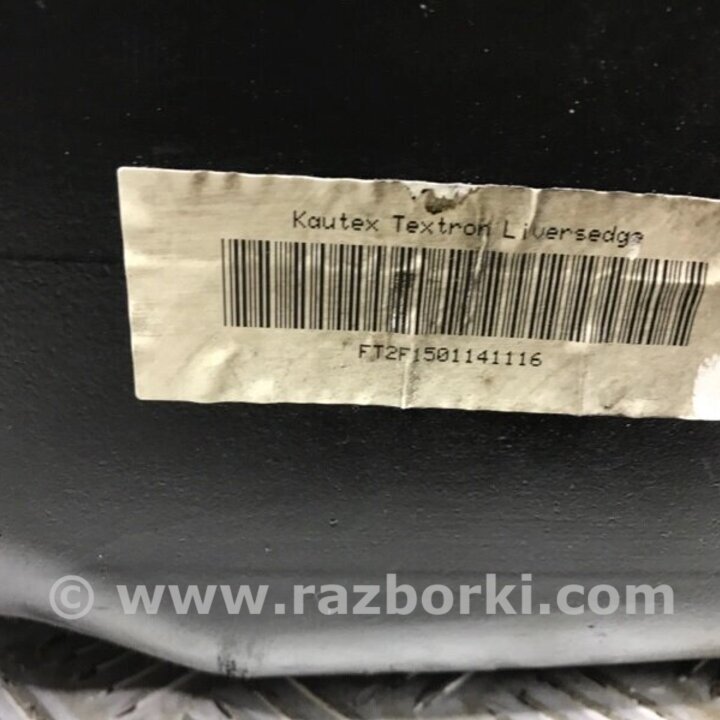 Kautex Textron Liversedge
FT2F1501141116
© www.razborki.com